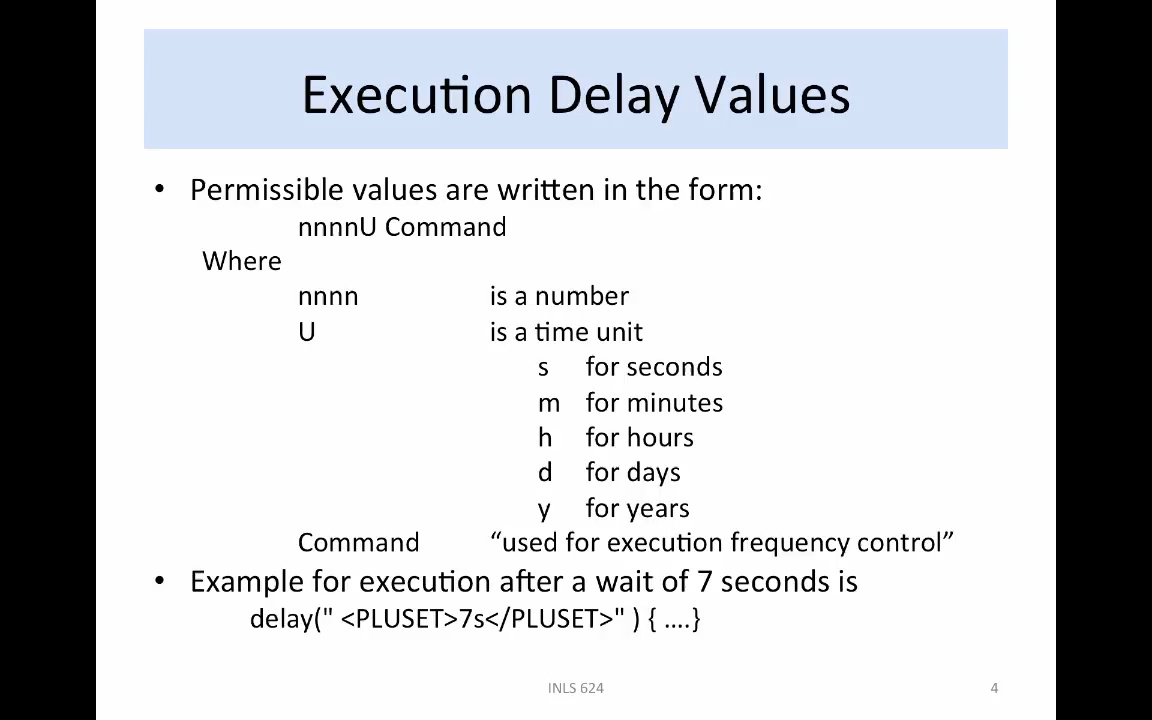 Execution Delay Values
• Permissible values are written in the form:
nnnnU Command
Where
nnnn is a number
U is a time unit
s for seconds
m for minutes
h for hours
d for days
y for years
Command “used for execution frequency control”
• Example for execution after a wait of 7 seconds is
delay(" <PLUSET>7s</PLUSET>" ) { ....}
INLS 624 4